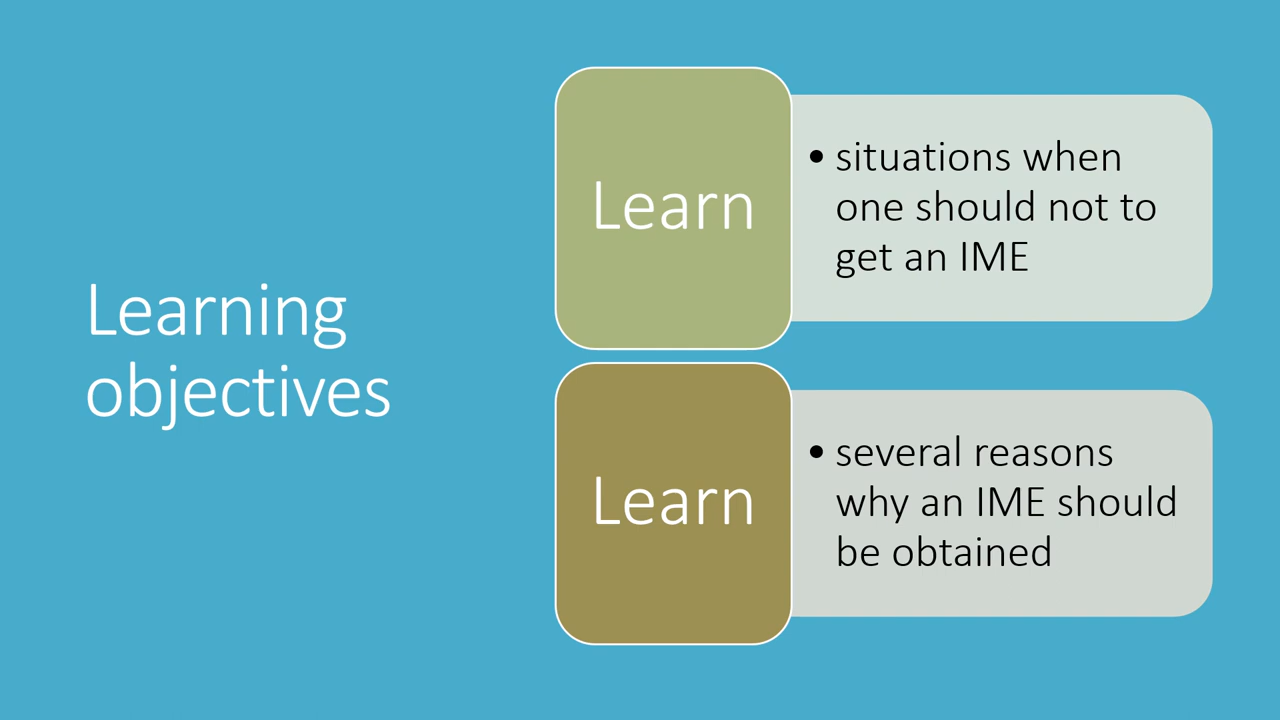 Learning
objectives
Learn
• situations when
one should not to
get an IME
Learn
• several reasons
why an IME should
be obtained